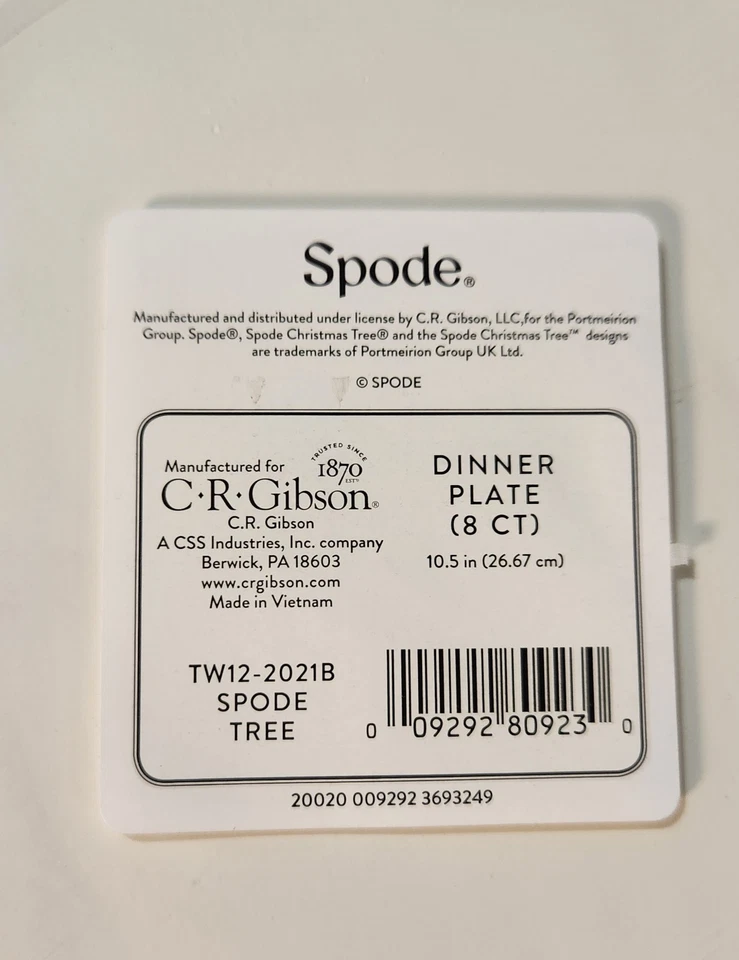 Spode®
Manufactured and distributed under license by C.R. Gibson, LLC,for the Portmeirion
Group. Spode®, Spode Christmas Tree® and the Spode Christmas Tree™ designs
are trademarks of Portmeirion Group UK Ltd.
© SPODE
Manufactured for
TRUSTED SINCE
1870
EST'D
C·R·Gibson®
C.R. Gibson
A CSS Industries, Inc. company
Berwick, PA 18603
www.crgibson.com
Made in Vietnam
DINNER
PLATE
(8 CT)
10.5 in (26.67 cm)
TW12-2021B
SPODE
TREE
0 09292 80923 0
20020 009292 3693249